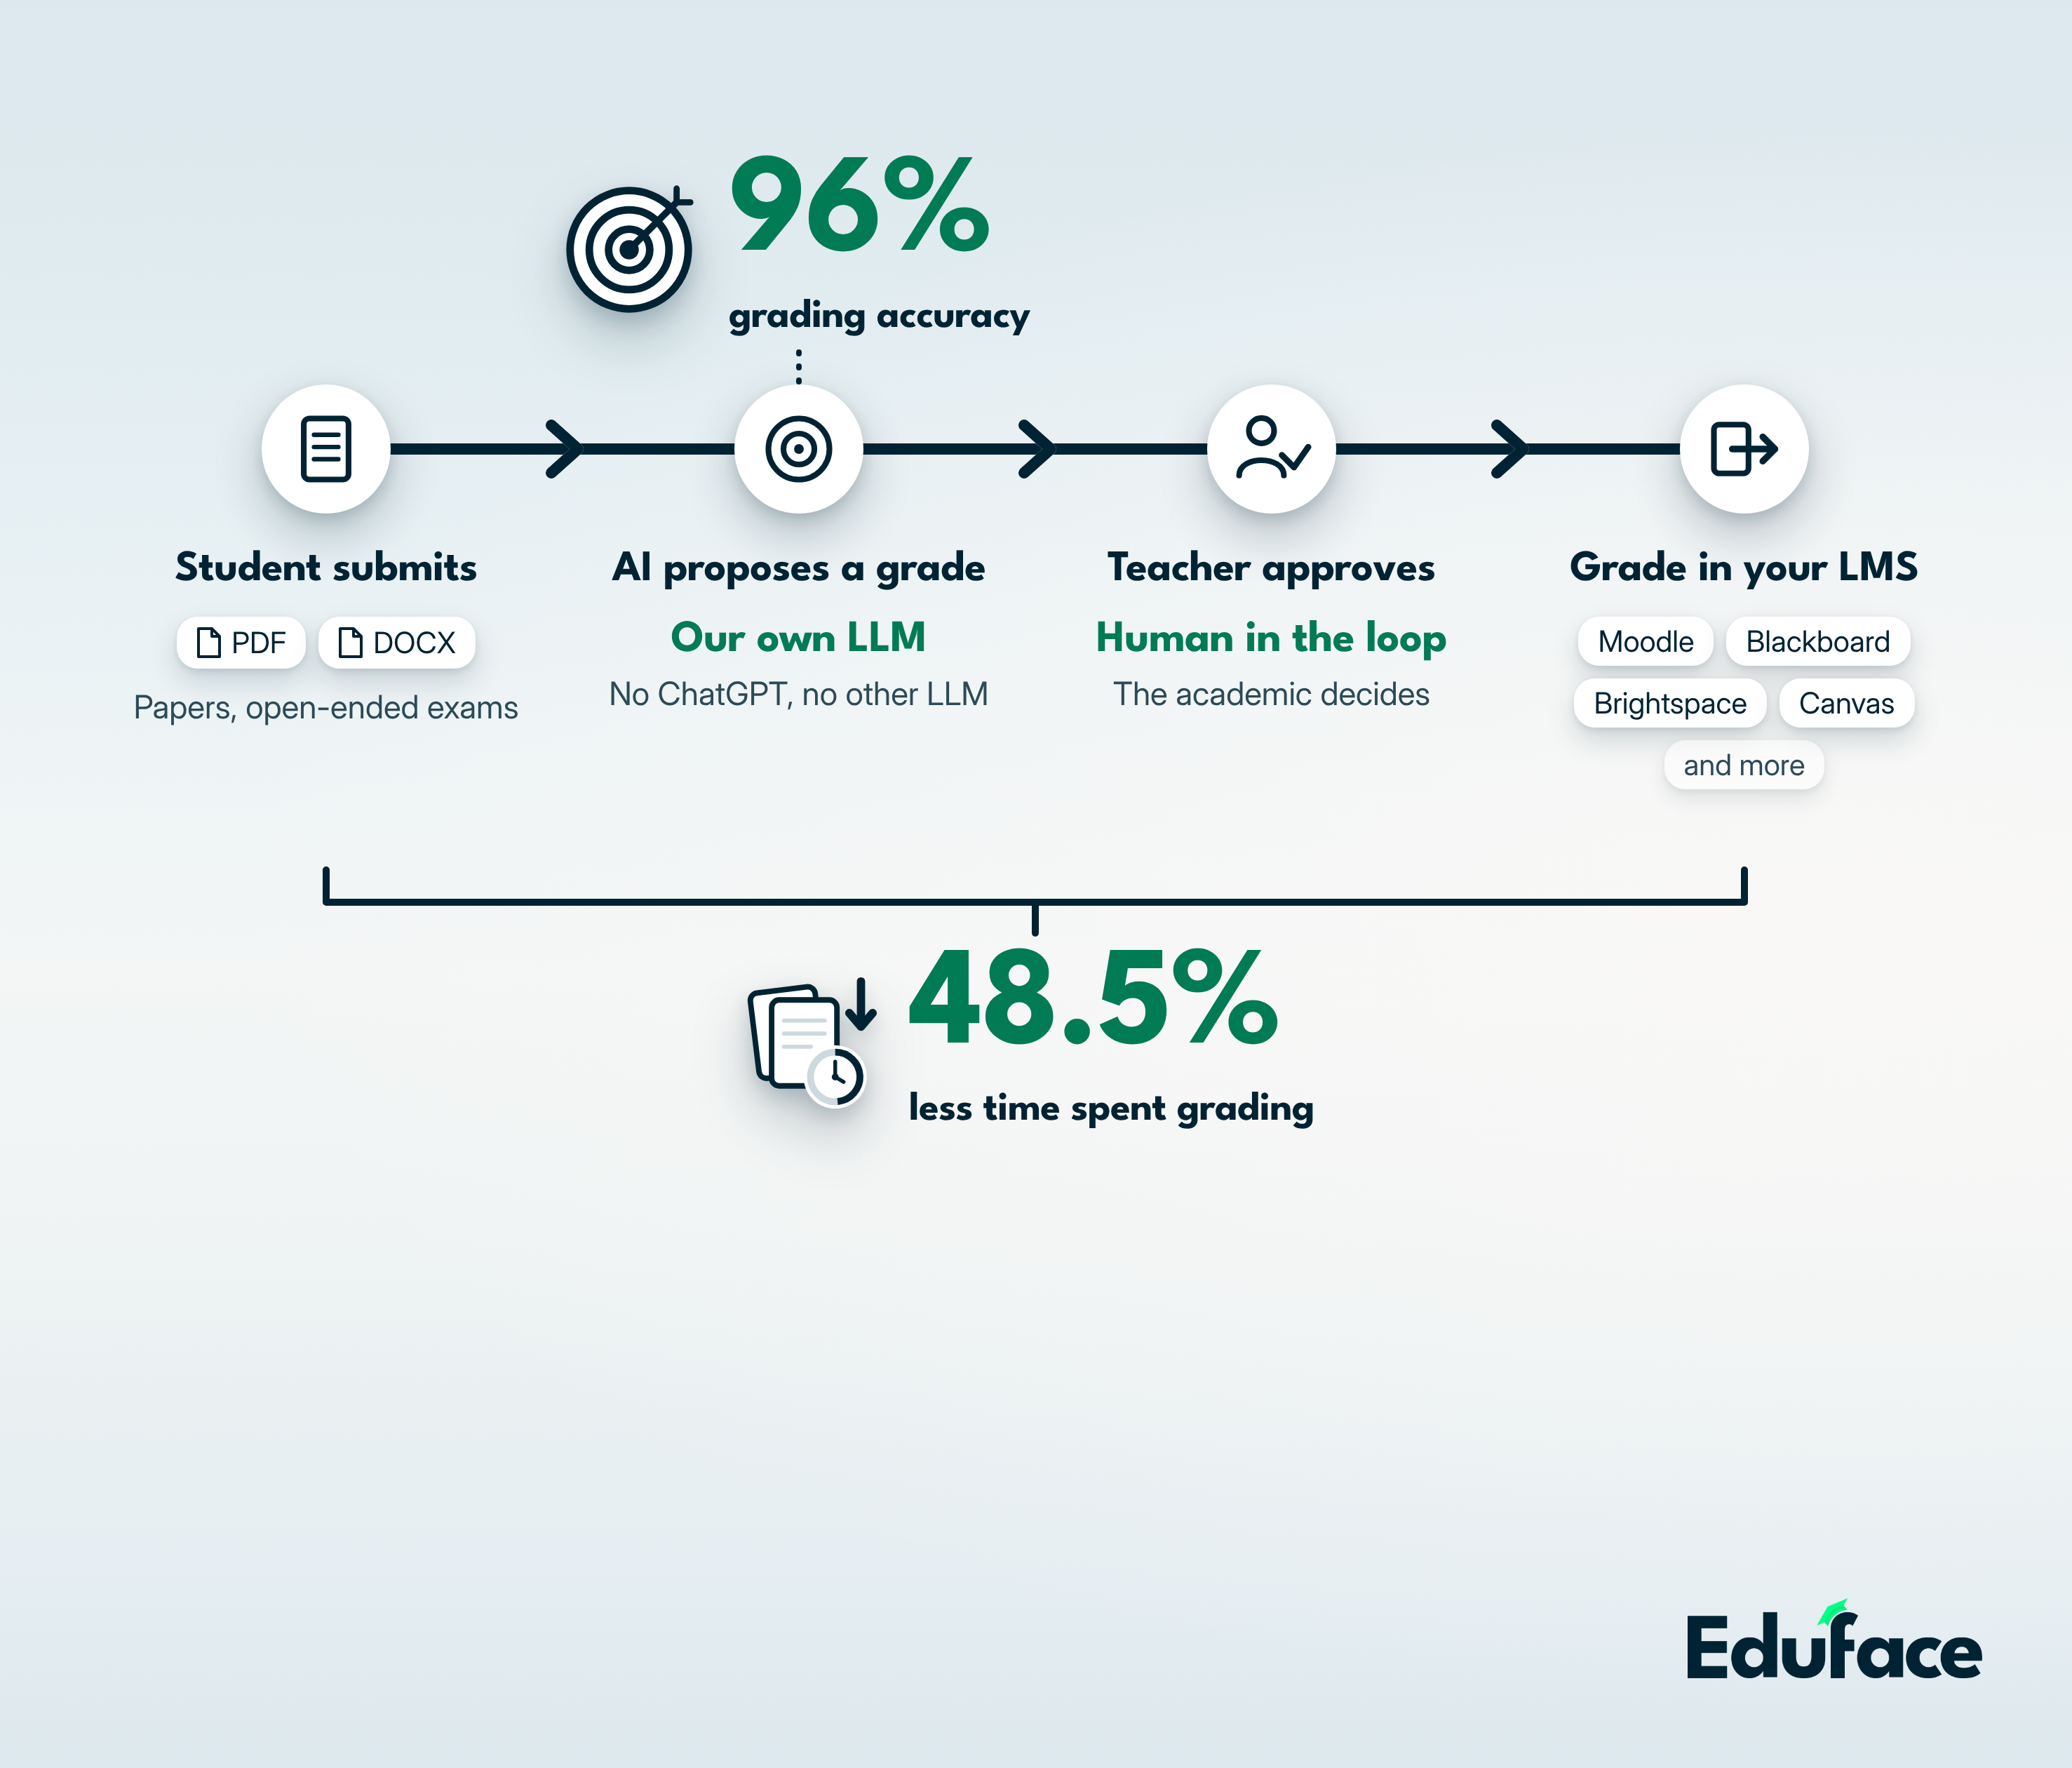 96%
grading accuracy
Student submits
PDF DOCX
Papers, open-ended exams
AI proposes a grade
Our own LLM
No ChatGPT, no other LLM
Teacher approves
Human in the loop
The academic decides
Grade in your LMS
Moodle Blackboard
Brightspace Canvas
and more
48.5%
less time spent grading
Eduface